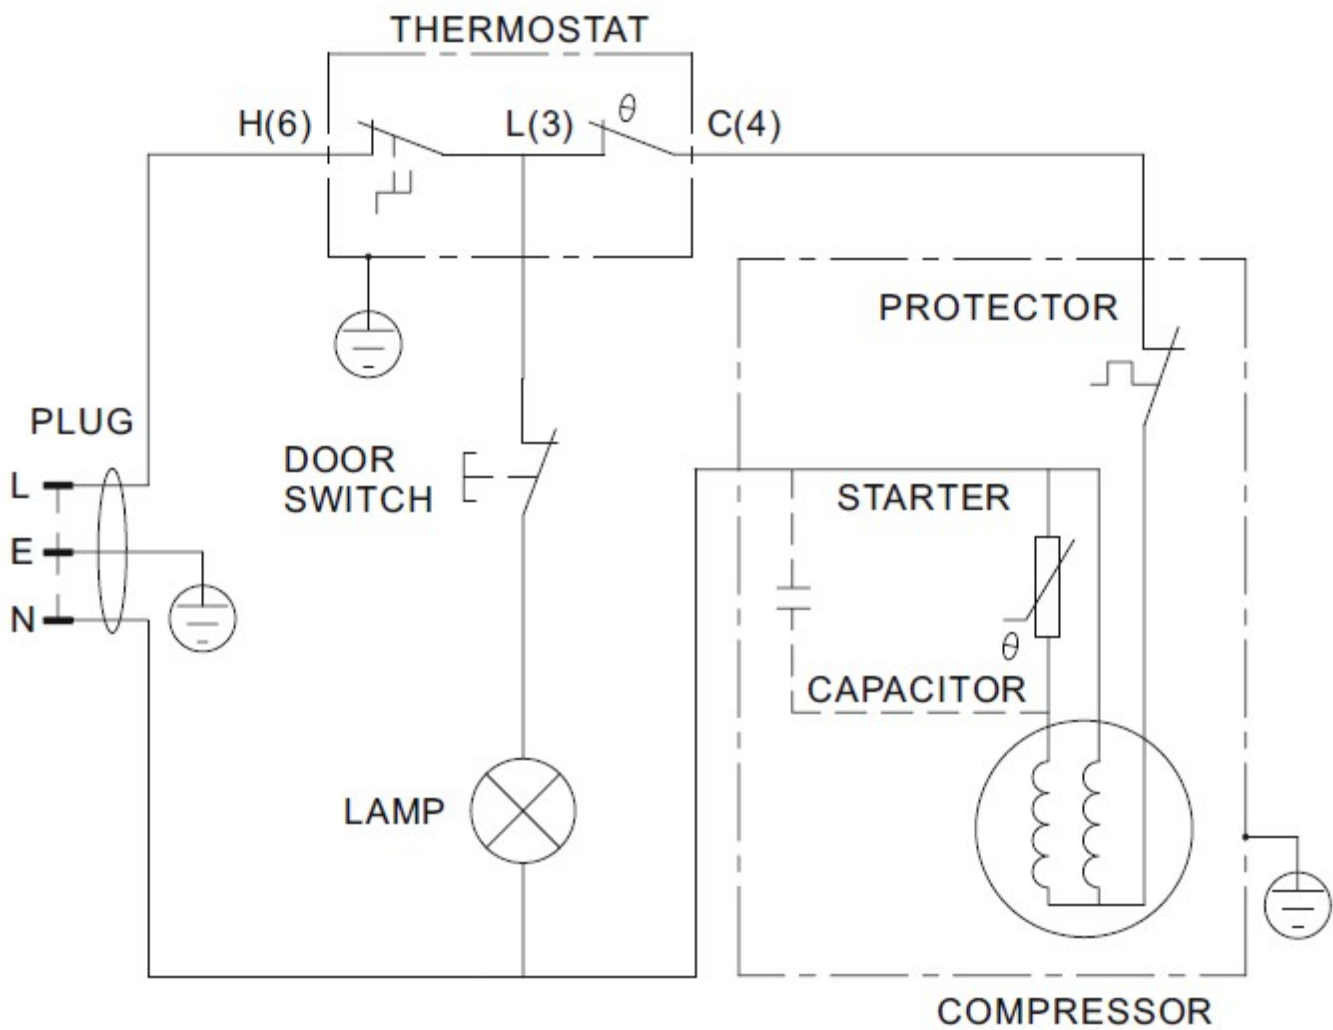 THERMOSTAT
H(6)
L(3)
θ
C(4)
PROTECTOR
PLUG
DOOR
SWITCH
L
STARTER
E
N
θ
CAPACITOR
LAMP
COMPRESSOR